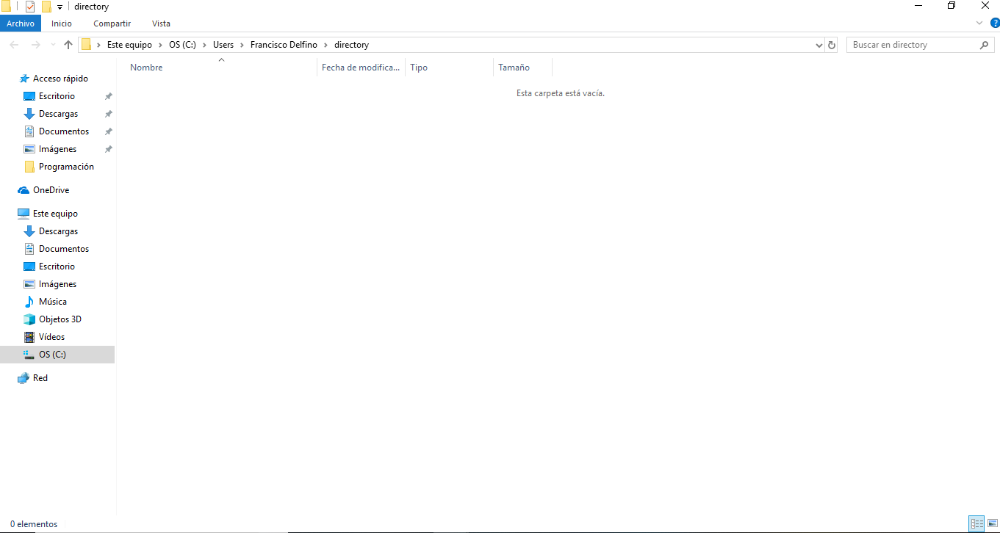 directory
Archivo Inicio Compartir Vista
Este equipo OS (C:) Users Francisco Delfino directory
Buscar en directory
Nombre Fecha de modifica... Tipo Tamaño
Esta carpeta está vacía.
Acceso rápido
Escritorio
Descargas
Documentos
Imágenes
Programación
OneDrive
Este equipo
Descargas
Documentos
Escritorio
Imágenes
Música
Objetos 3D
Vídeos
OS (C:)
Red
0 elementos